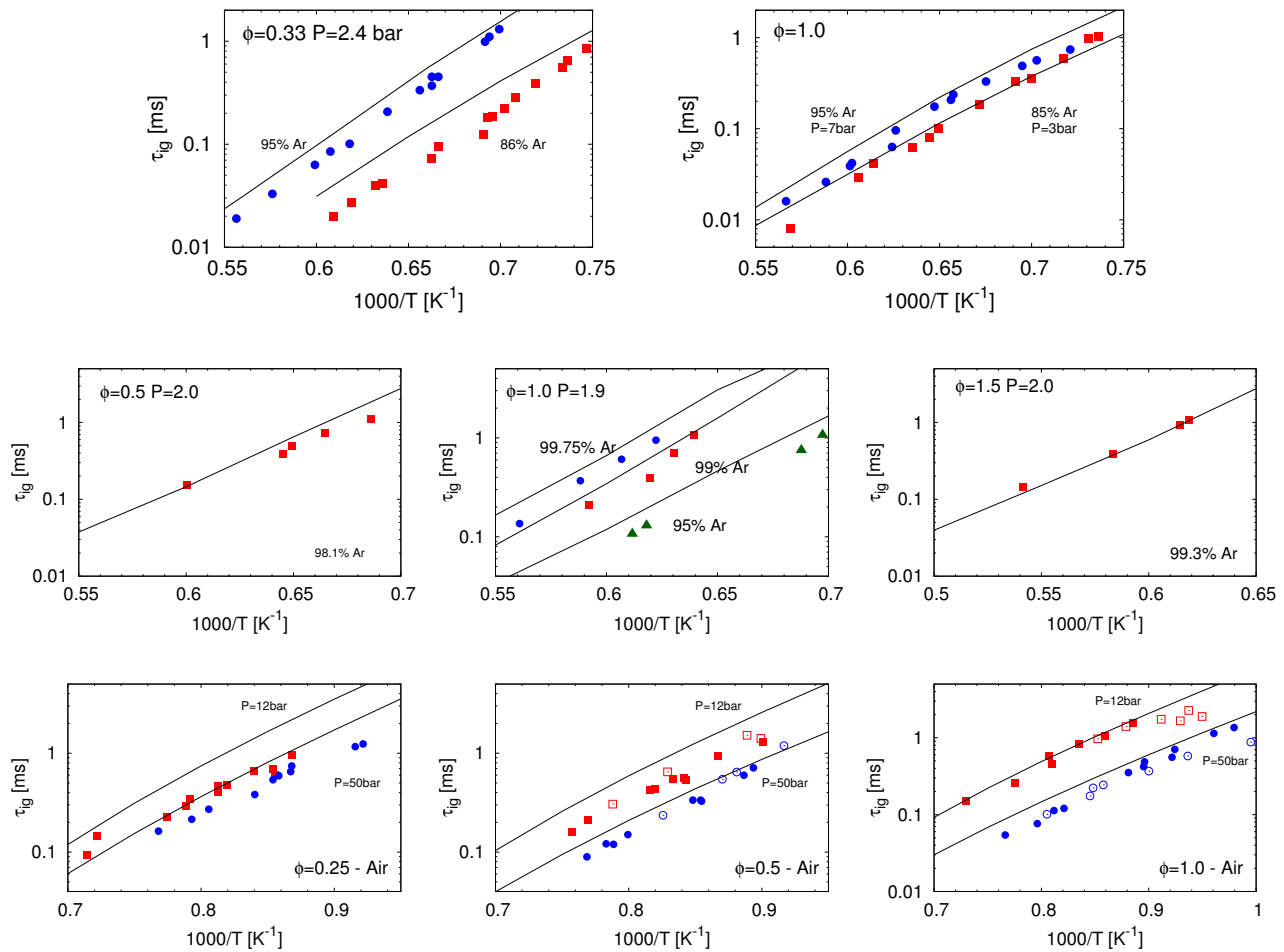 φ=0.33 P=2.4 bar
95% Ar
86% Ar
τig [ms]
1
0.1
0.01
0.55 0.6 0.65 0.7 0.75
1000/T [K-1]
φ=1.0
95% Ar
P=7bar
85% Ar
P=3bar
τig [ms]
1
0.1
0.01
0.55 0.6 0.65 0.7 0.75
1000/T [K-1]
φ=0.5 P=2.0
98.1% Ar
τig [ms]
1
0.1
0.01
0.55 0.6 0.65 0.7
1000/T [K-1]
φ=1.0 P=1.9
99.75% Ar
99% Ar
95% Ar
τig [ms]
1
0.1
0.55 0.6 0.65 0.7
1000/T [K-1]
φ=1.5 P=2.0
99.3% Ar
τig [ms]
1
0.1
0.01
0.5 0.55 0.6 0.65
1000/T [K-1]
P=12bar
P=50bar
φ=0.25 - Air
τig [ms]
1
0.1
0.7 0.8 0.9
1000/T [K-1]
P=12bar
P=50bar
φ=0.5 - Air
τig [ms]
1
0.1
0.7 0.8 0.9
1000/T [K-1]
P=12bar
P=50bar
φ=1.0 - Air
τig [ms]
1
0.1
0.01
0.7 0.8 0.9 1
1000/T [K-1]